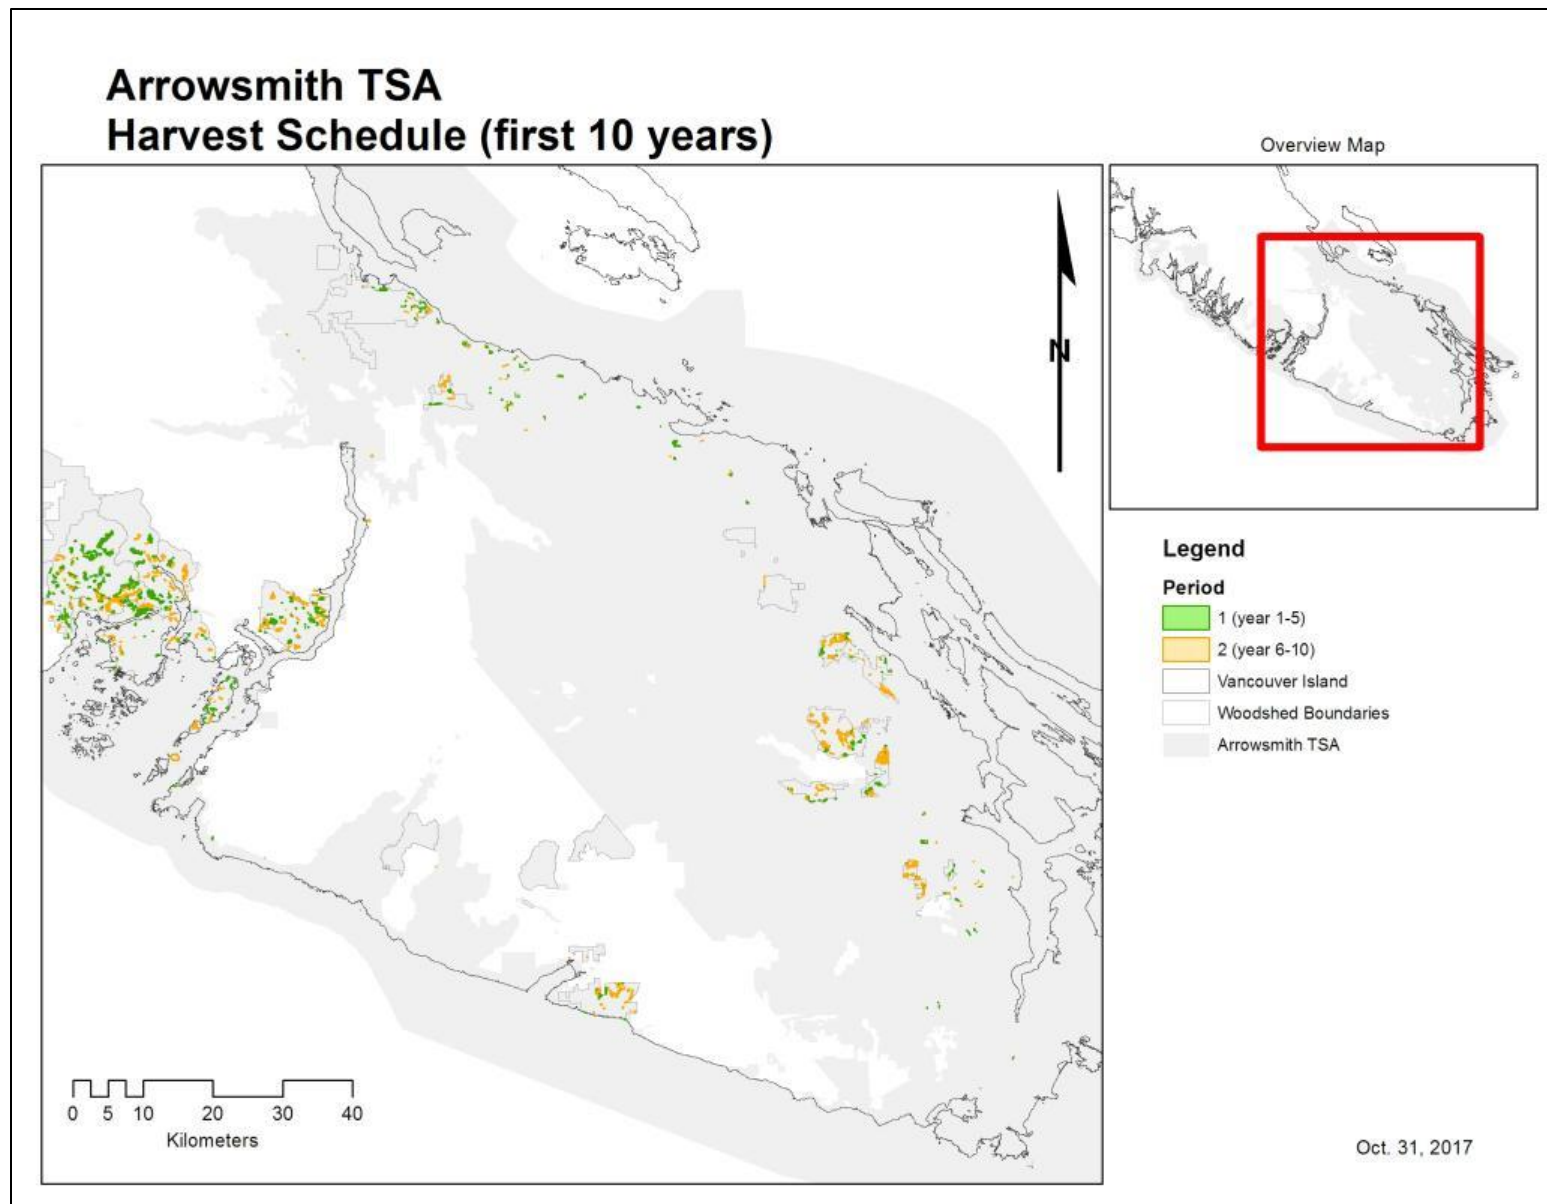 Arrowsmith TSA
Harvest Schedule (first 10 years)
Overview Map
N
Legend
Period
1 (year 1-5)
2 (year 6-10)
Vancouver Island
Woodshed Boundaries
Arrowsmith TSA
0 5 10 20 30 40
Kilometers
Oct. 31, 2017